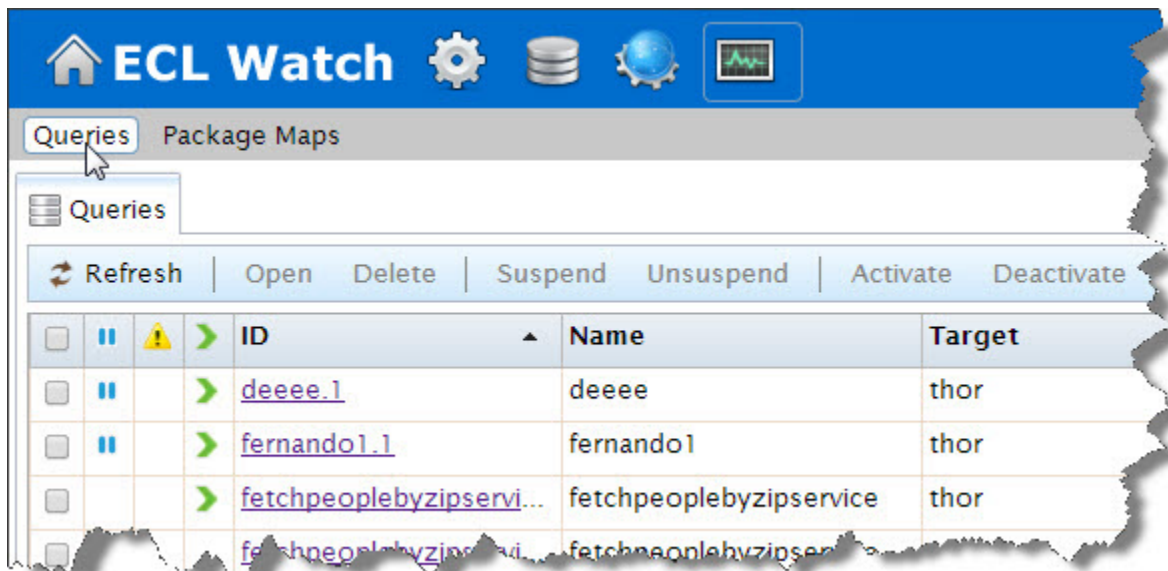 ECL Watch
Queries Package Maps
Queries
Refresh Open Delete Suspend Unsuspend Activate Deactivate
ID Name Target
deeee.1 deeee thor
fernando1.1 fernando1 thor
fetchpeoplebyzipservi... fetchpeoplebyzipservice thor